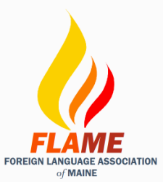 FLAME
FOREIGN LANGUAGE ASSOCIATION
of MAINE